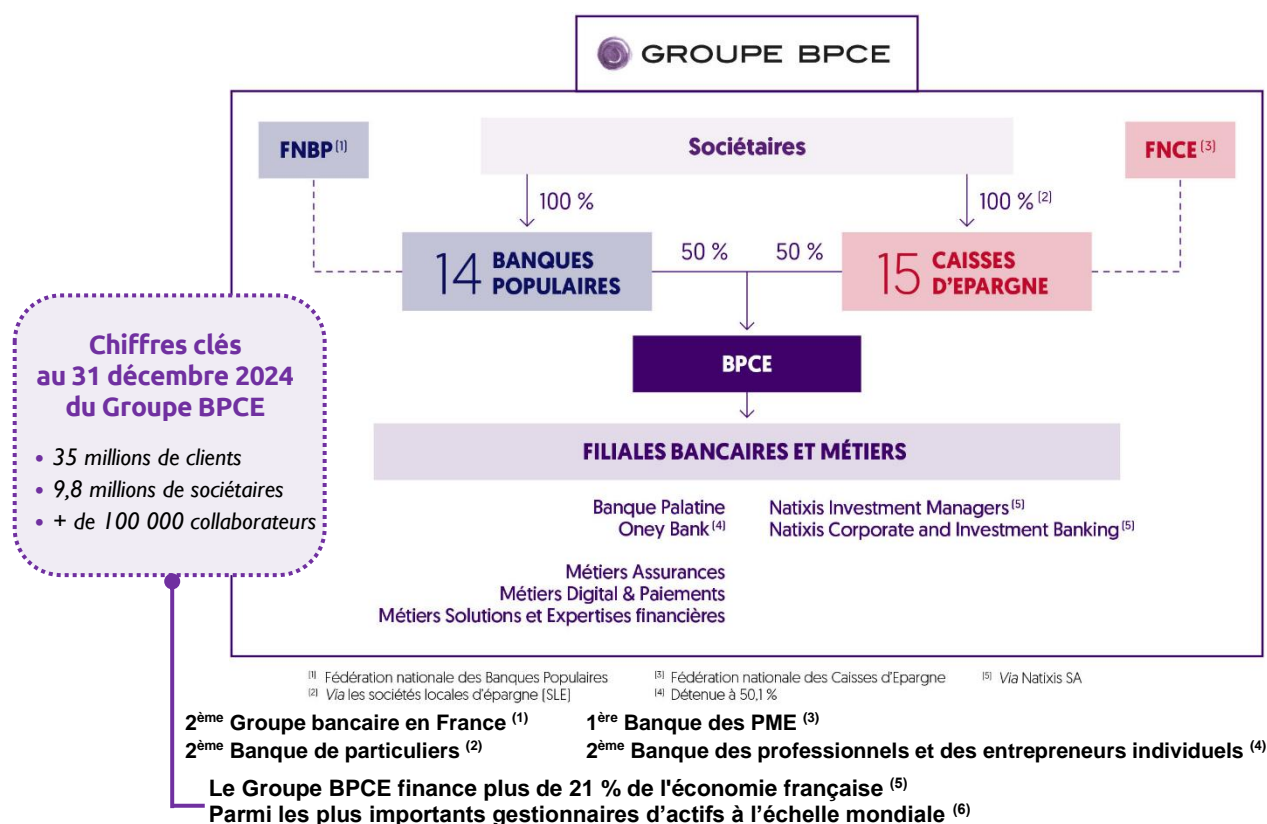 GROUPE BPCE
FNBP (1)
Sociétaires
FNCE (3)
100 %
100 % (2)
14 BANQUES
POPULAIRES
50 %
50 %
15 CAISSES
D'EPARGNE
BPCE
FILIALES BANCAIRES ET MÉTIERS
Banque Palatine
Oney Bank (4)
Natixis Investment Managers (5)
Natixis Corporate and Investment Banking (5)
Métiers Assurances
Métiers Digital & Paiements
Métiers Solutions et Expertises financières
Chiffres clés
au 31 décembre 2024
du Groupe BPCE
• 35 millions de clients
• 9,8 millions de sociétaires
• + de 100 000 collaborateurs
(1) Fédération nationale des Banques Populaires
(2) Via les sociétés locales d'épargne (SLE)
(3) Fédération nationale des Caisses d'Epargne
(4) Détenue à 50,1 %
(5) Via Natixis SA
2ème Groupe bancaire en France (1)
1ère Banque des PME (3)
2ème Banque de particuliers (2)
2ème Banque des professionnels et des entrepreneurs individuels (4)
Le Groupe BPCE finance plus de 21 % de l'économie française (5)
Parmi les plus importants gestionnaires d'actifs à l'échelle mondiale (6)